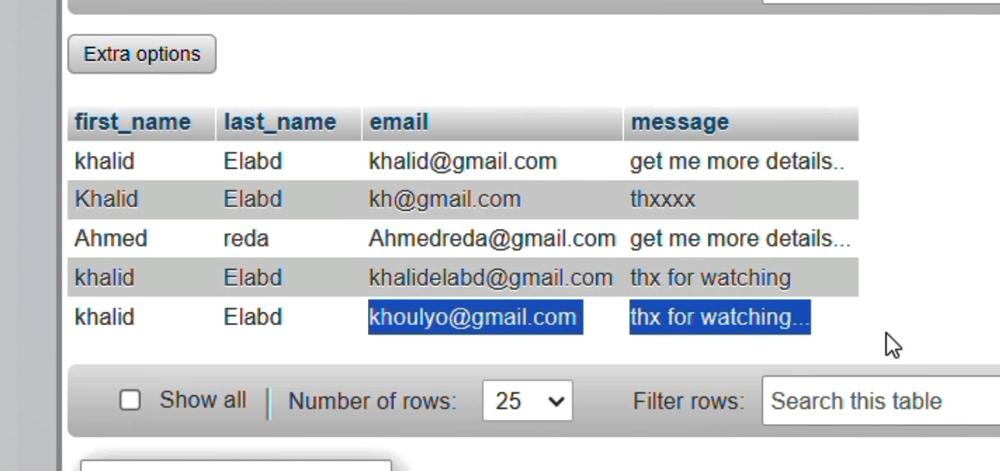 Extra options
first_name last_name email message
khalid Elabd khalid@gmail.com get me more details..
Khalid Elabd kh@gmail.com thxxxx
Ahmed reda Ahmedreda@gmail.com get me more details...
khalid Elabd khalidelabd@gmail.com thx for watching
khalid Elabd khoulyo@gmail.com thx for watching...
Show all Number of rows: 25 Filter rows: Search this table